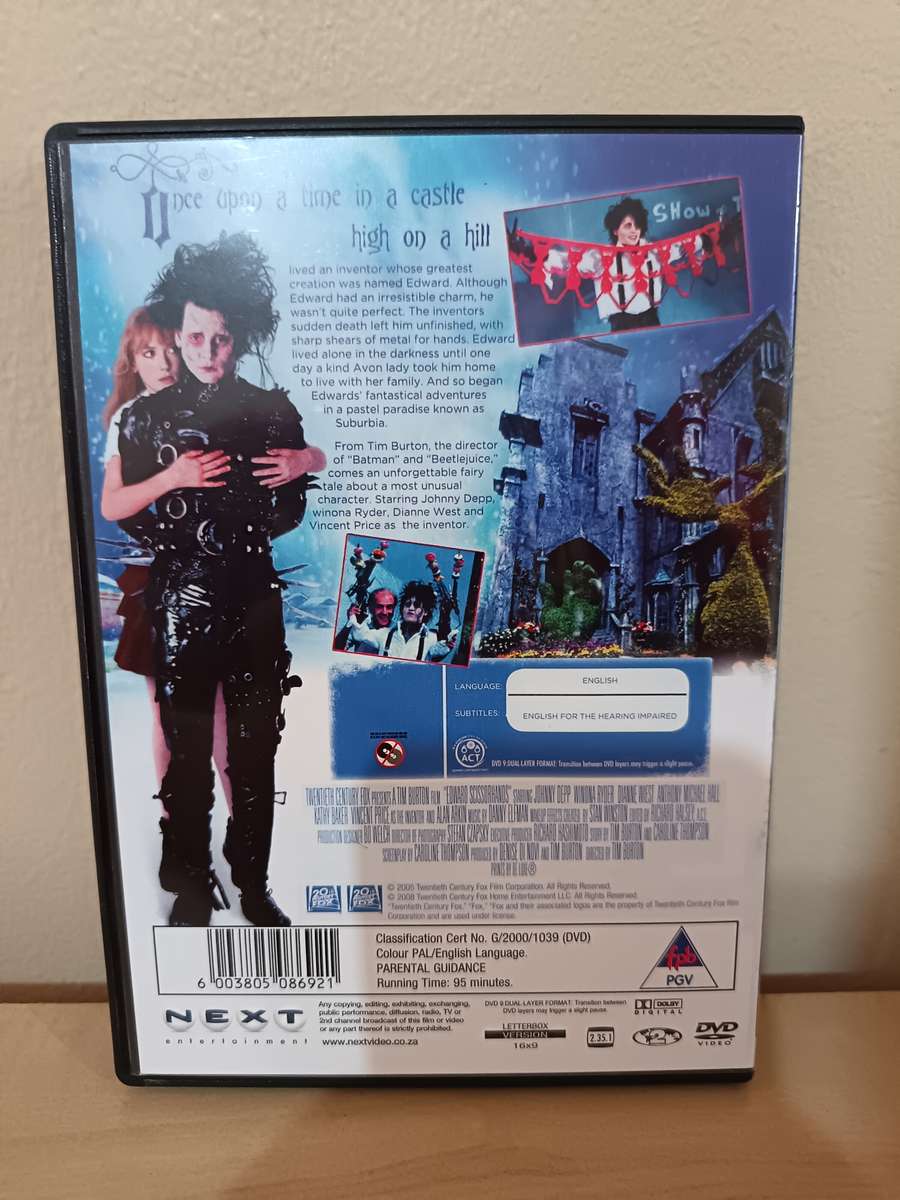 Once upon a time in a castle
high on a hill
SHOW
lived an inventor whose greatest
creation was named Edward. Although
Edward had an irresistible charm, he
wasn't quite perfect. The inventors
sudden death left him unfinished, with
sharp shears of metal for hands. Edward
lived alone in the darkness until one
day a kind Avon lady took him home
to live with her family. And so began
Edwards' fantastical adventures
in a pastel paradise known as
Suburbia.
From Tim Burton, the director
of "Batman" and "Beetlejuice,"
comes an unforgettable fairy
tale about a most unusual
character. Starring Johnny Depp,
winona Ryder, Dianne West and
Vincent Price as the inventor.
LANGUAGE: ENGLISH
SUBTITLES: ENGLISH FOR THE HEARING IMPAIRED
ACT
DVD 9.DUAL-LAYER FORMAT: Transition between DVD layers may trigger a slight pause.
TWENTIETH CENTURY FOX PRESENTS A TIM BURTON FILM "EDWARD SCISSORHANDS" STARRING JOHNNY DEPP WINONA RYDER DIANNE WIEST ANTHONY MICHAEL HALL
KATHY BAKER VINCENT PRICE AS THE INVENTOR AND ALAN ARKIN MUSIC BY DANNY ELFMAN MAKEUP EFFECTS CREATED BY STAN WINSTON EDITED BY RICHARD HALSEY, A.C.E.
PRODUCTION DESIGNER BO WELCH DIRECTOR OF PHOTOGRAPHY STEFAN CZAPSKY EXECUTIVE PRODUCER RICHARD HASHIMOTO STORY BY TIM BURTON AND CAROLINE THOMPSON
SCREENPLAY BY CAROLINE THOMPSON PRODUCED BY DENISE DI NOVI AND TIM BURTON DIRECTED BY TIM BURTON
PRINTS BY DE LUXE®
20th CENTURY FOX 20th CENTURY FOX
© 2005 Twentieth Century Fox Film Corporation. All Rights Reserved.
© 2008 Twentieth Century Fox Home Entertainment LLC. All Rights Reserved.
"Twentieth Century Fox," "Fox," "Fox and their associated logos are the property of Twentieth Century Fox Film
Corporation and are used under license.
6 003805 086921
Classification Cert No. G/2000/1039 (DVD)
Colour PAL/English Language.
PARENTAL GUIDANCE
Running Time: 95 minutes.
fpb
PGV
NEXT
entertainment
Any copying, editing, exhibiting, exchanging,
public performance, diffusion, radio, TV or
2nd channel broadcast of this film or video
or any part thereof is strictly prohibited.
www.nextvideo.co.za
DVD 9.DUAL-LAYER FORMAT: Transition between
DVD layers may trigger a slight pause.
LETTERBOX
VERSION
16x9
2.35.1
DOLBY
DIGITAL
2
DVD
VIDEO